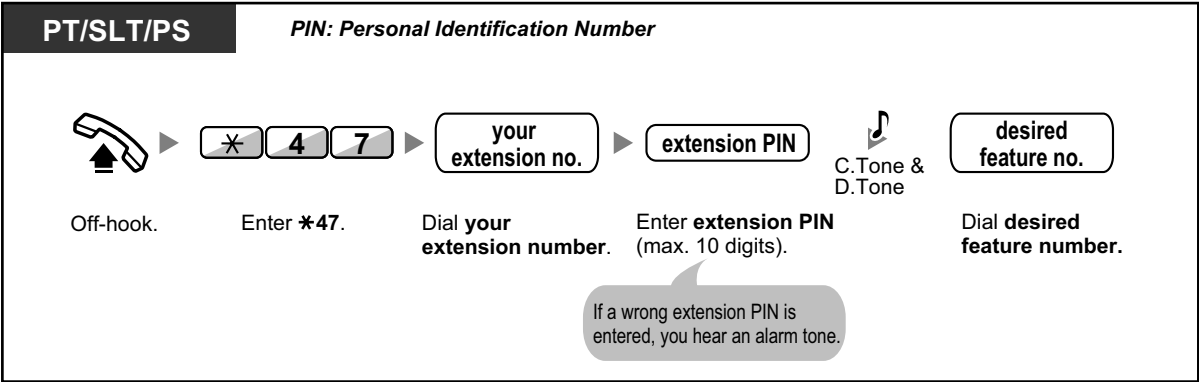 PT/SLT/PS
PIN: Personal Identification Number
* 4 7
your
extension no.
extension PIN
C.Tone &
D.Tone
desired
feature no.
Off-hook.
Enter *47.
Dial your
extension number.
Enter extension PIN
(max. 10 digits).
Dial desired
feature number.
If a wrong extension PIN is
entered, you hear an alarm tone.